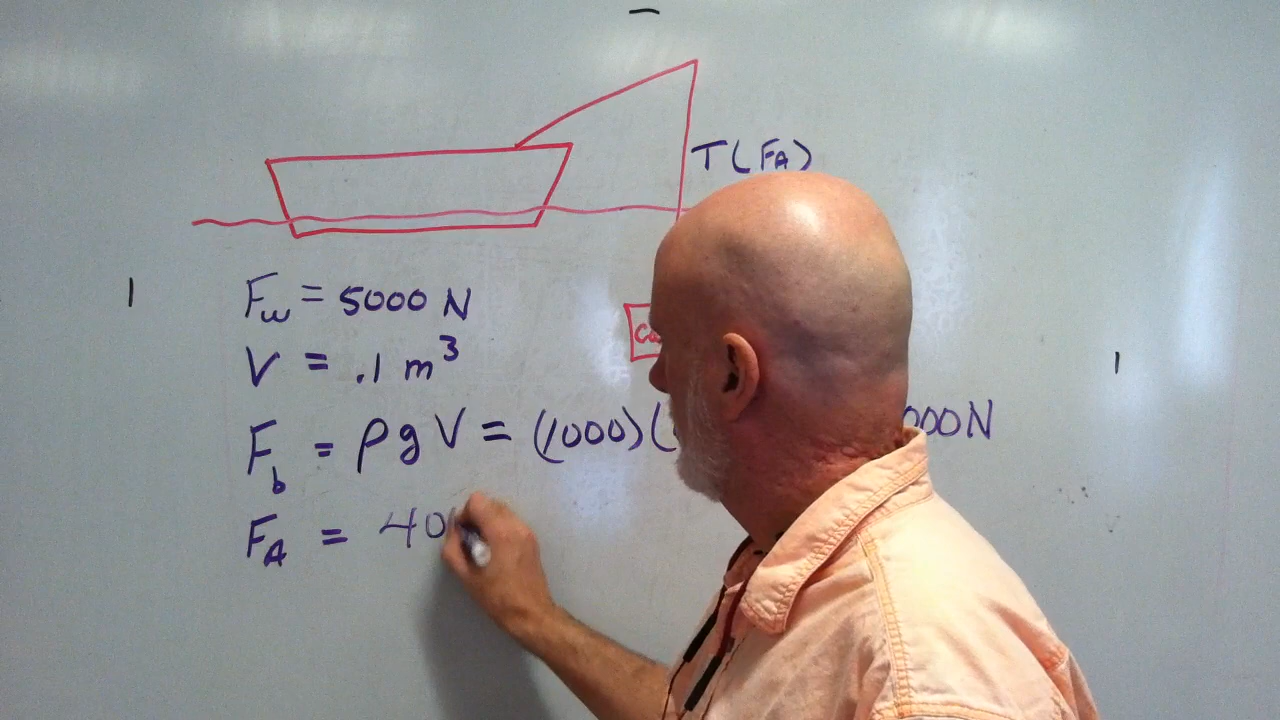 T(FA)
Fw = 5000 N
V = .1 m³
Fb = ρgV = (1000)( 000N
FA = 40